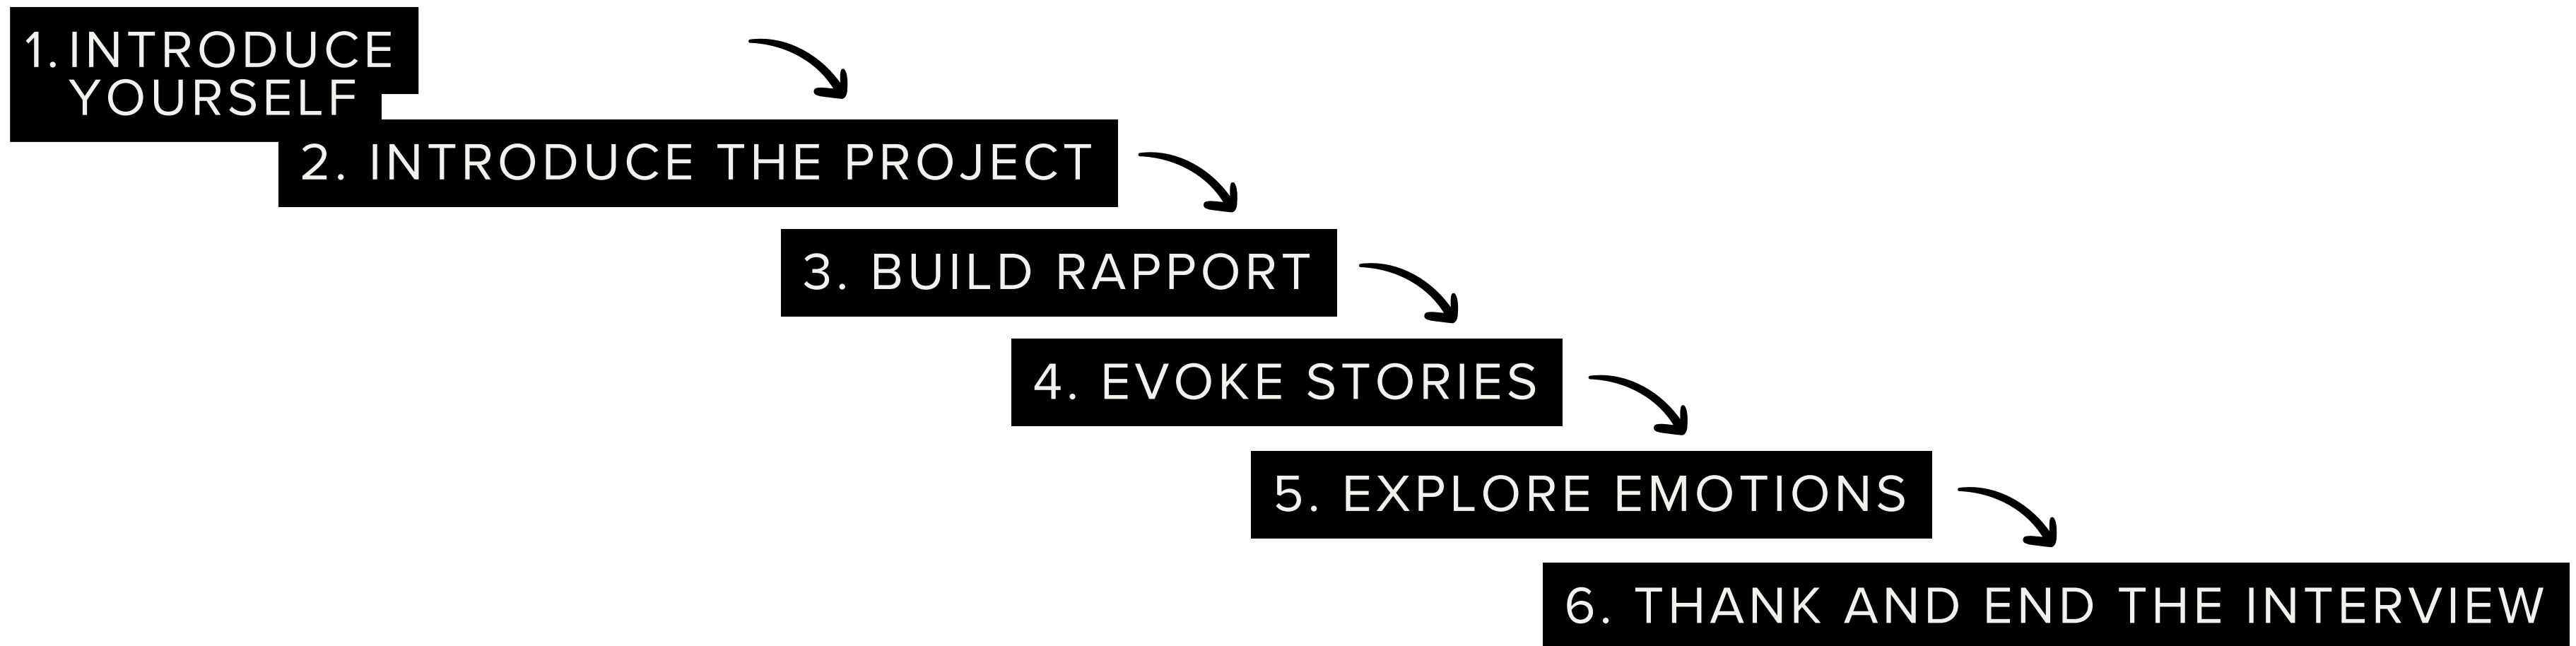 1. INTRODUCE
YOURSELF
2. INTRODUCE THE PROJECT
3. BUILD RAPPORT
4. EVOKE STORIES
5. EXPLORE EMOTIONS
6. THANK AND END THE INTERVIEW